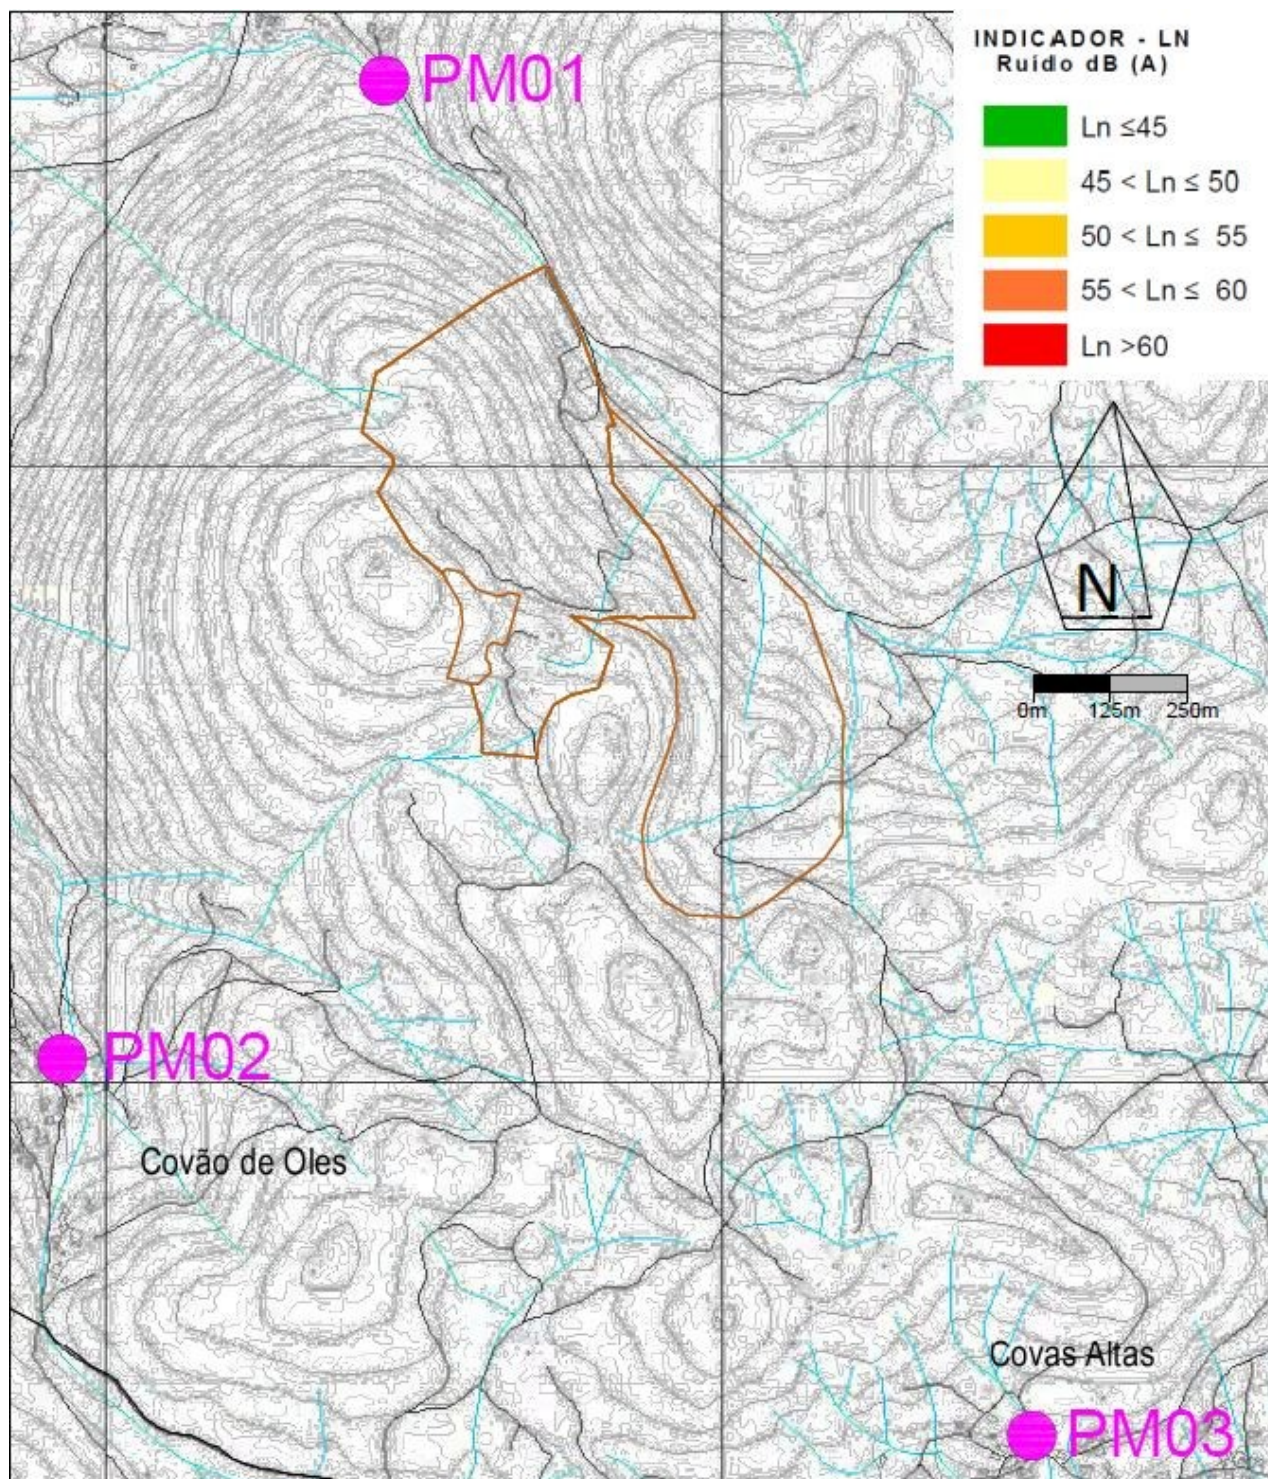 PM01
INDICADOR - LN
Ruído dB (A)
Ln ≤45
45 < Ln ≤ 50
50 < Ln ≤ 55
55 < Ln ≤ 60
Ln >60
N
0m 125m 250m
PM02
Covão de Oles
Covas Altas
PM03